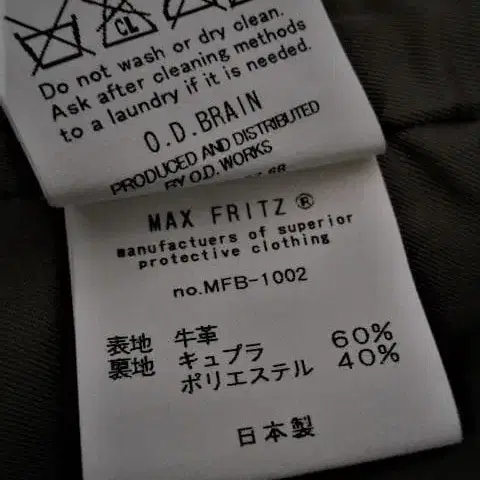 CL
Do not wash or dry clean.
Ask after cleaning methods
to a laundry if it is needed.
O.D.BRAIN
PRODUCED AND DISTRIBUTED
BY O.D. WORKS
MAX FRITZ ®
manufactuers of superior
protective clothing
no.MFB-1002
表地 牛革
裏地 キュプラ 60%
ポリエステル 40%
日本製